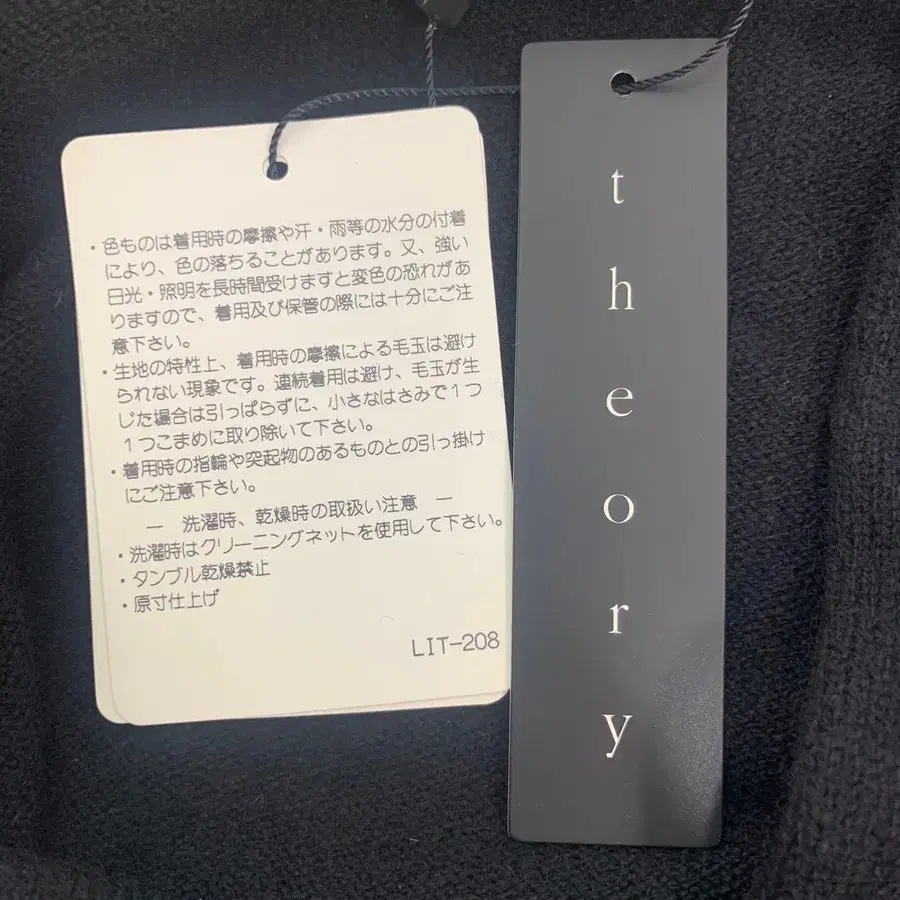 ・色ものは着用時の摩擦や汗・雨等の水分の付着
により、色の落ちることがあります。又、強い
日光・照明を長時間受けますと変色の恐れがあ
りますので、着用及び保管の際には十分にご注
意下さい。
・生地の特性上、着用時の摩擦による毛玉は避け
られない現象です。連続着用は避け、毛玉が生
じた場合は引っぱらずに、小さなはさみで1つ
1つこまめに取り除いて下さい。
・着用時の指輪や突起物のあるものとの引っ掛け
にご注意下さい。
— 洗濯時、乾燥時の取扱い注意 —
・洗濯時はクリーニングネットを使用して下さい。
・タンブル乾燥禁止
・原寸仕上げ
LIT-208
theory